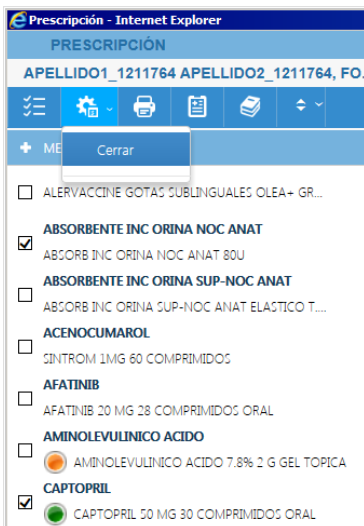 Prescripción - Internet Explorer
PRESCRIPCIÓN
APELLIDO1_1211764 APELLIDO2_1211764, FO.
Cerrar
ALERVACCINE GOTAS SUBLINGUALES OLEA+ GR...
ABSORBENTE INC ORINA NOC ANAT
ABSORB INC ORINA NOC ANAT 80U
ABSORBENTE INC ORINA SUP-NOC ANAT
ABSORB INC ORINA SUP-NOC ANAT ELASTICO T....
ACENOCUMAROL
SINTROM 1MG 60 COMPRIMIDOS
AFATINIB
AFATINIB 20 MG 28 COMPRIMIDOS ORAL
AMINOLEVULINICO ACIDO
AMINOLEVULINICO ACIDO 7.8% 2 G GEL TOPICA
CAPTOPRIL
CAPTOPRIL 50 MG 30 COMPRIMIDOS ORAL